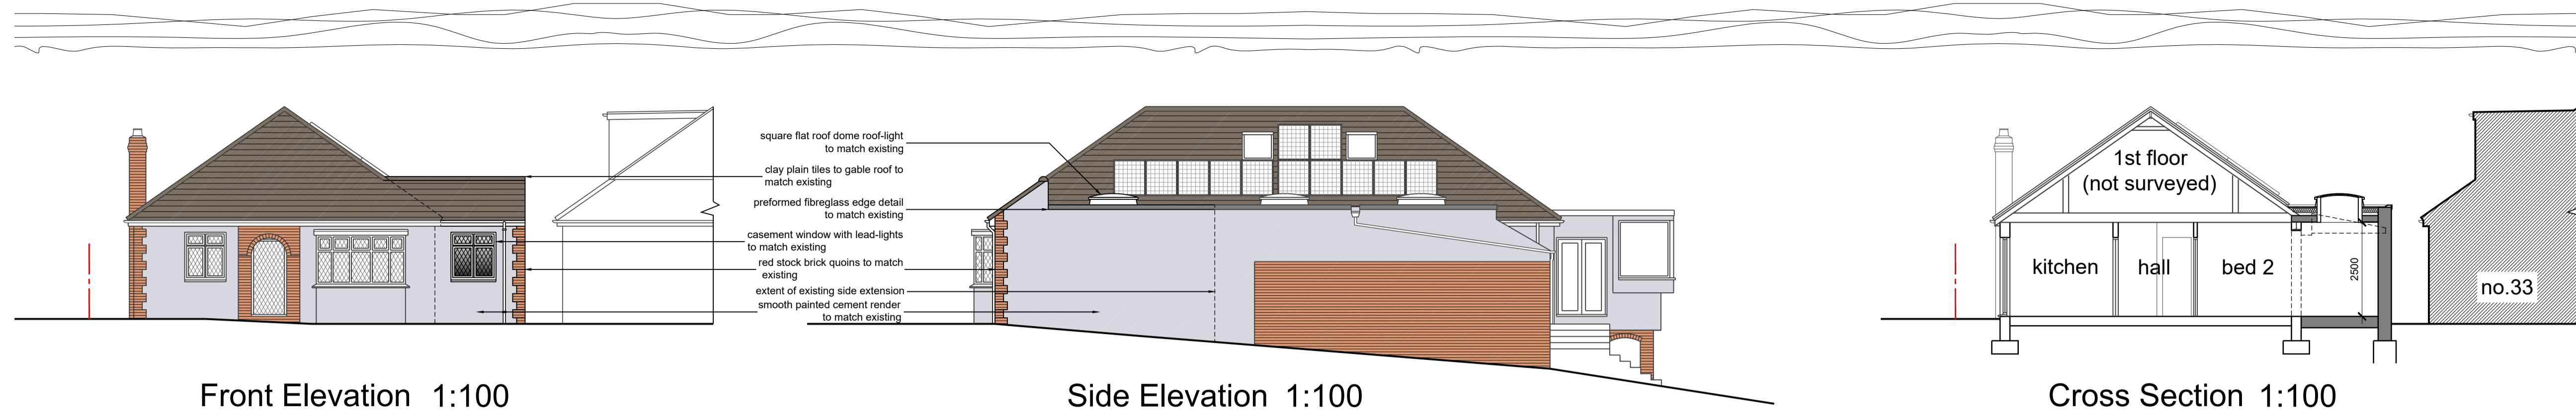 square flat roof dome roof-light
to match existing
clay plain tiles to gable roof to
match existing
preformed fibreglass edge detail
to match existing
casement window with lead-lights
to match existing
red stock brick quoins to match
existing
extent of existing side extension
smooth painted cement render
to match existing
1st floor
(not surveyed)
kitchen
hall
bed 2
2500
no.33
Front Elevation 1:100
Side Elevation 1:100
Cross Section 1:100